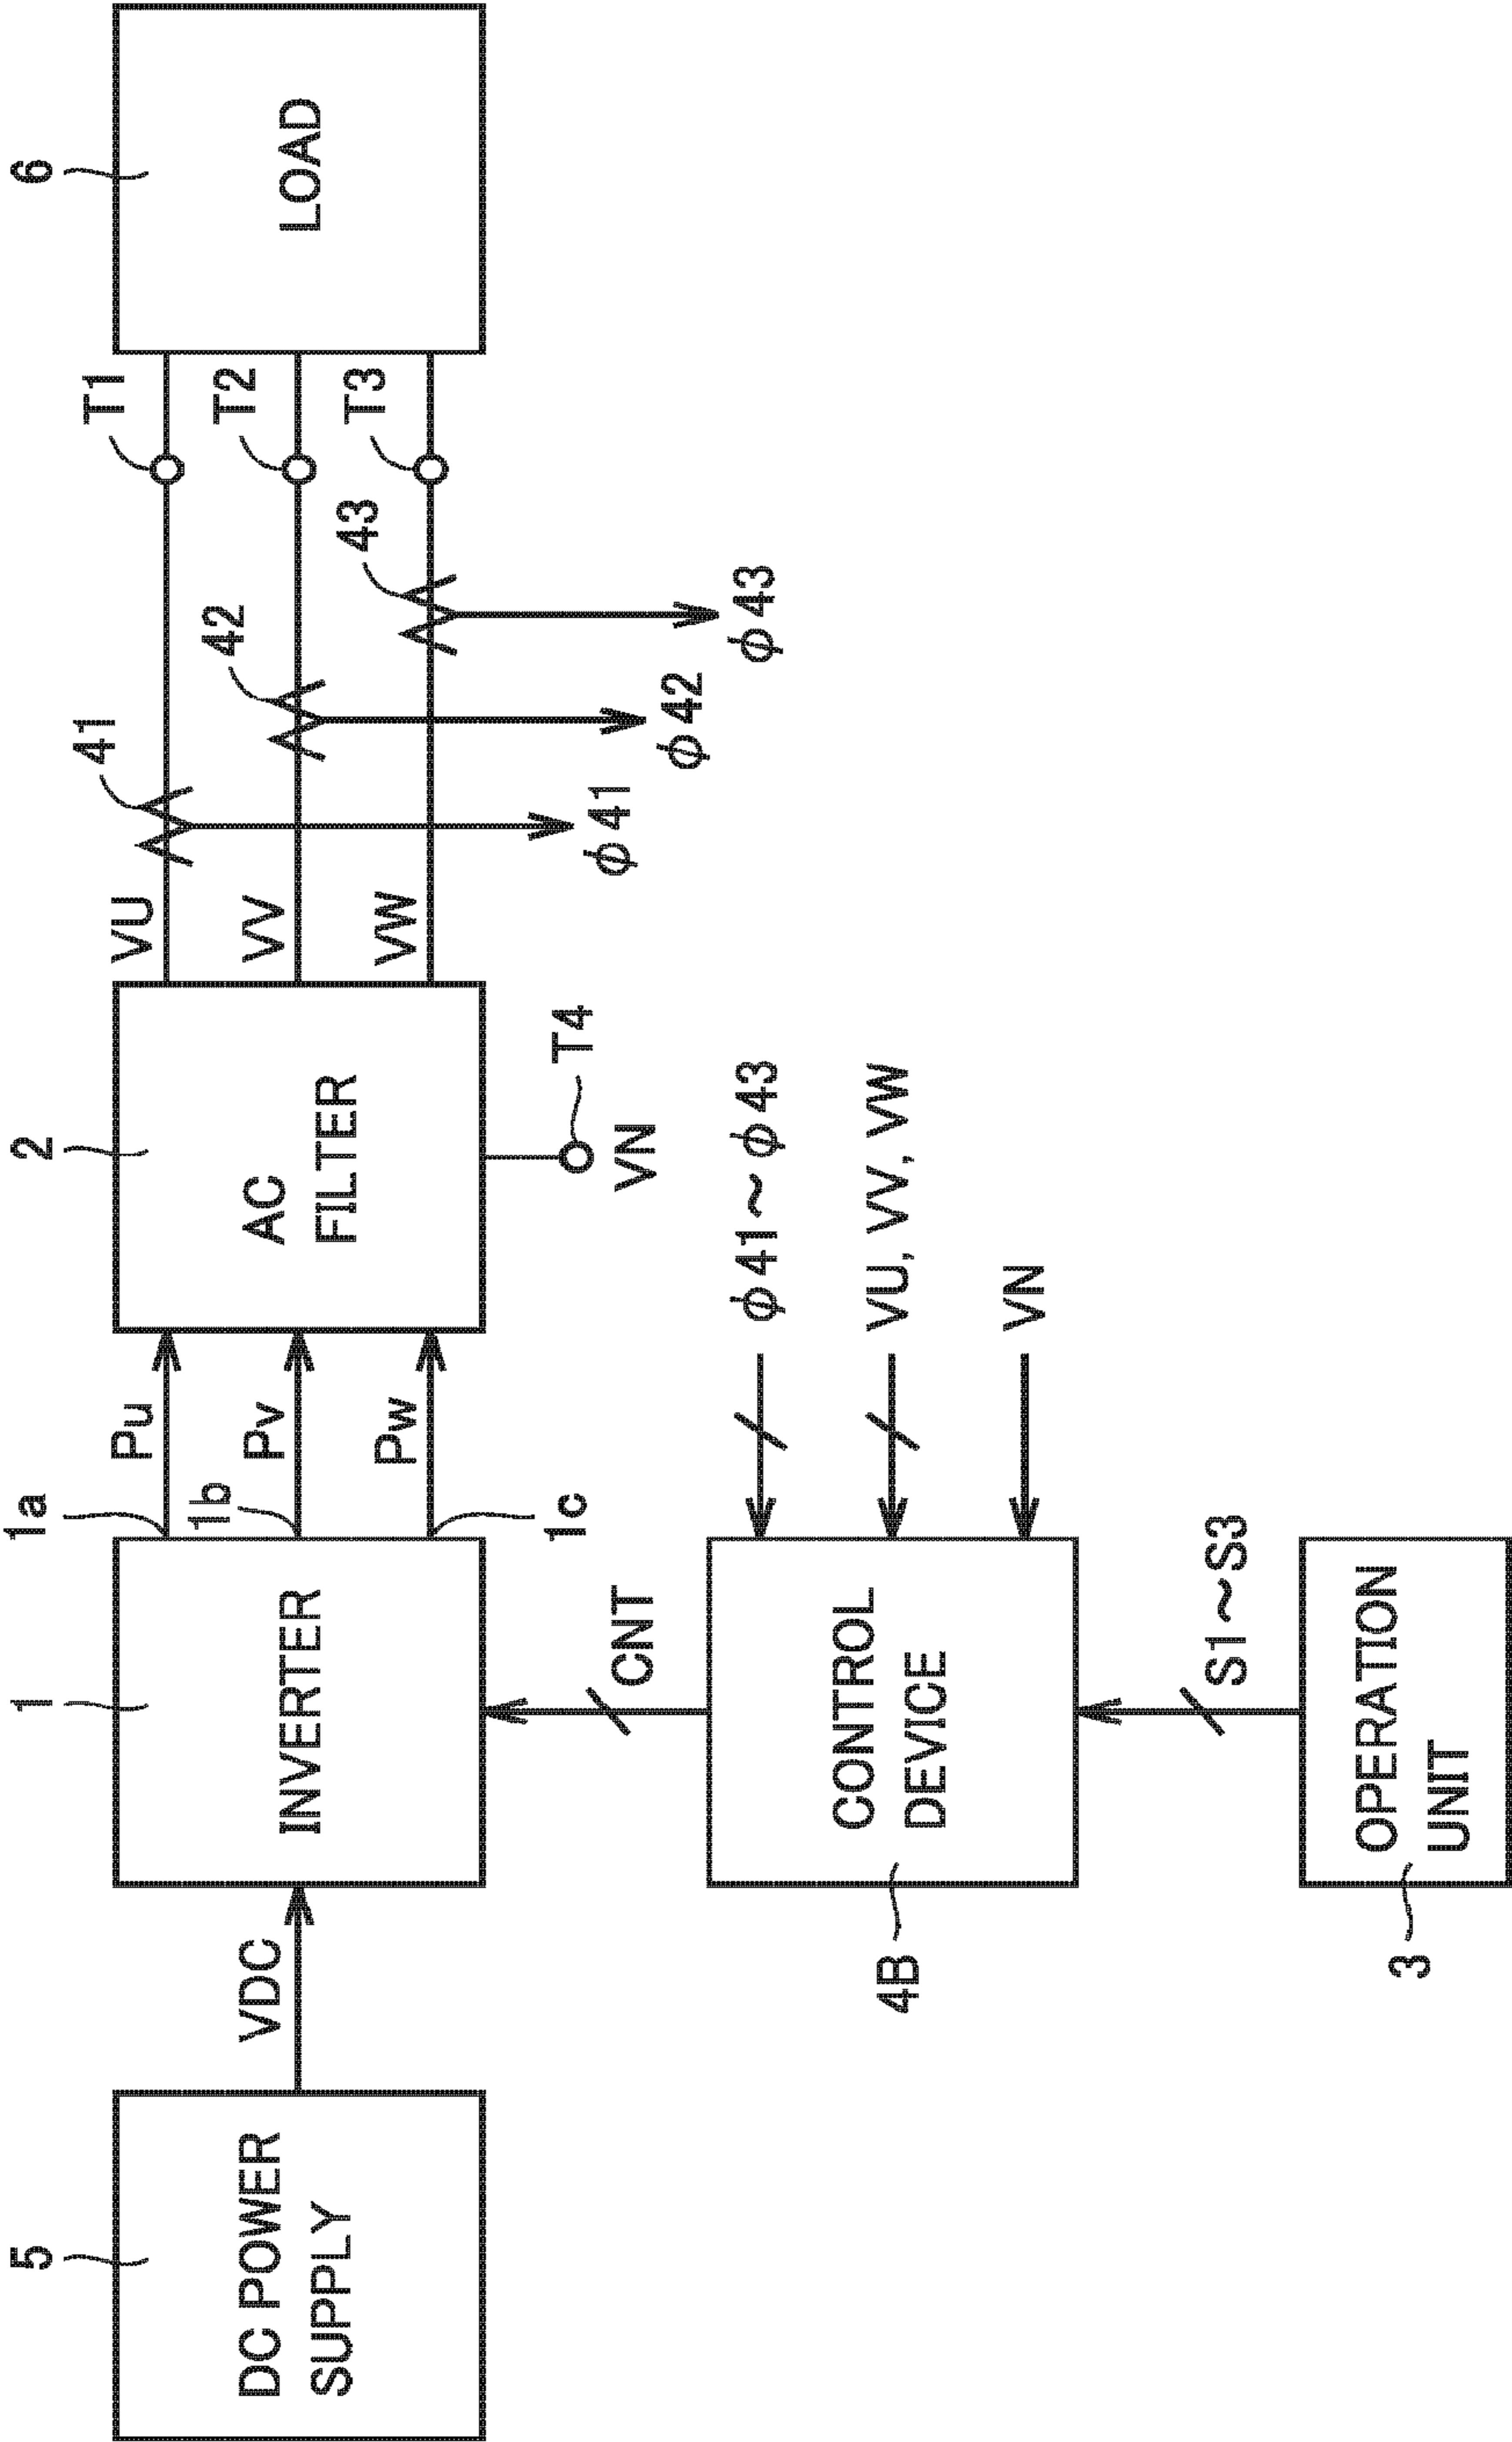 5
1
2
6
DC POWER
SUPPLY
VDC
INVERTER
1a
Pu
1b
Pv
Pw
1c
AC
FILTER
VU
VV
VW
41
42
43
T1
T2
T3
LOAD
T4
VN
φ41
φ42
φ43
CNT
CONTROL
DEVICE
4B
φ41~φ43
VU, VV, VW
VN
S1~S3
OPERATION
UNIT
3